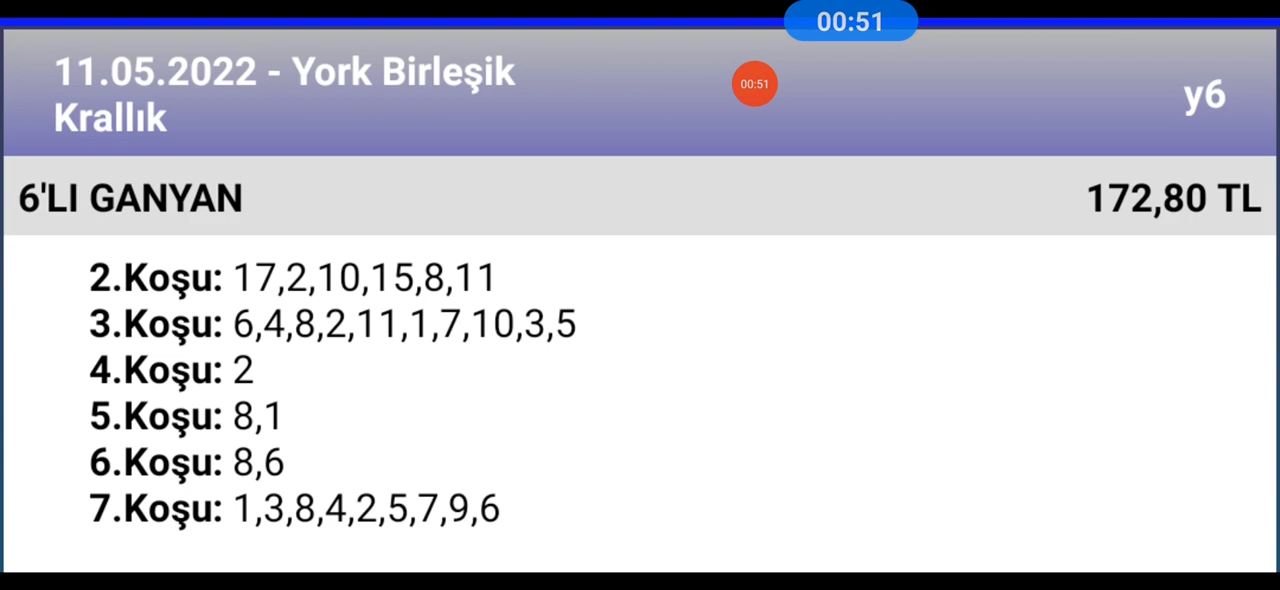 00:51
11.05.2022 - York Birleşik
Krallık
00:51
y6
6'LI GANYAN 172,80 TL
2.Koşu: 17,2,10,15,8,11
3.Koşu: 6,4,8,2,11,1,7,10,3,5
4.Koşu: 2
5.Koşu: 8,1
6.Koşu: 8,6
7.Koşu: 1,3,8,4,2,5,7,9,6